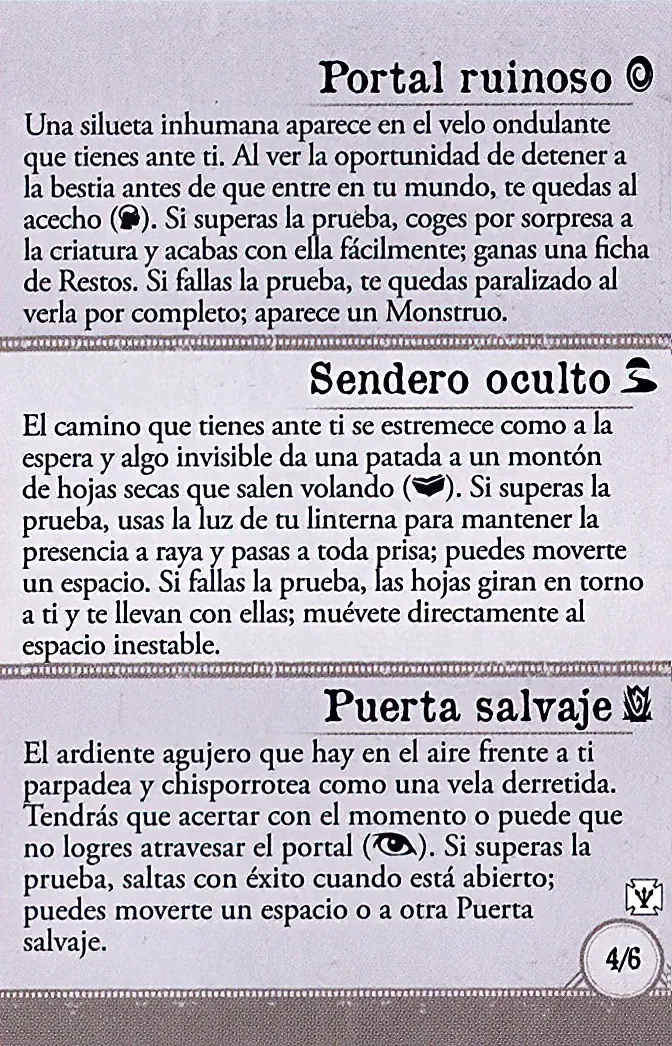 Portal ruinoso
Una silueta inhumana aparece en el velo ondulante
que tienes ante ti. Al ver la oportunidad de detener a
la bestia antes de que entre en tu mundo, te quedas al
acecho (). Si superas la prueba, coges por sorpresa a
la criatura y acabas con ella fácilmente; ganas una ficha
de Restos. Si fallas la prueba, te quedas paralizado al
verla por completo; aparece un Monstruo.
Sendero oculto
El camino que tienes ante ti se estremece como a la
espera y algo invisible da una patada a un montón
de hojas secas que salen volando (). Si superas la
prueba, usas la luz de tu linterna para mantener la
presencia a raya y pasas a toda prisa; puedes moverte
un espacio. Si fallas la prueba, las hojas giran en torno
a ti y te llevan con ellas; muévete directamente al
espacio inestable.
Puerta salvaje
El ardiente agujero que hay en el aire frente a ti
parpadea y chisporrotea como una vela derretida.
Tendrás que acertar con el momento o puede que
no logres atravesar el portal (). Si superas la
prueba, saltas con éxito cuando está abierto;
puedes moverte un espacio o a otra Puerta
salvaje.
4/6